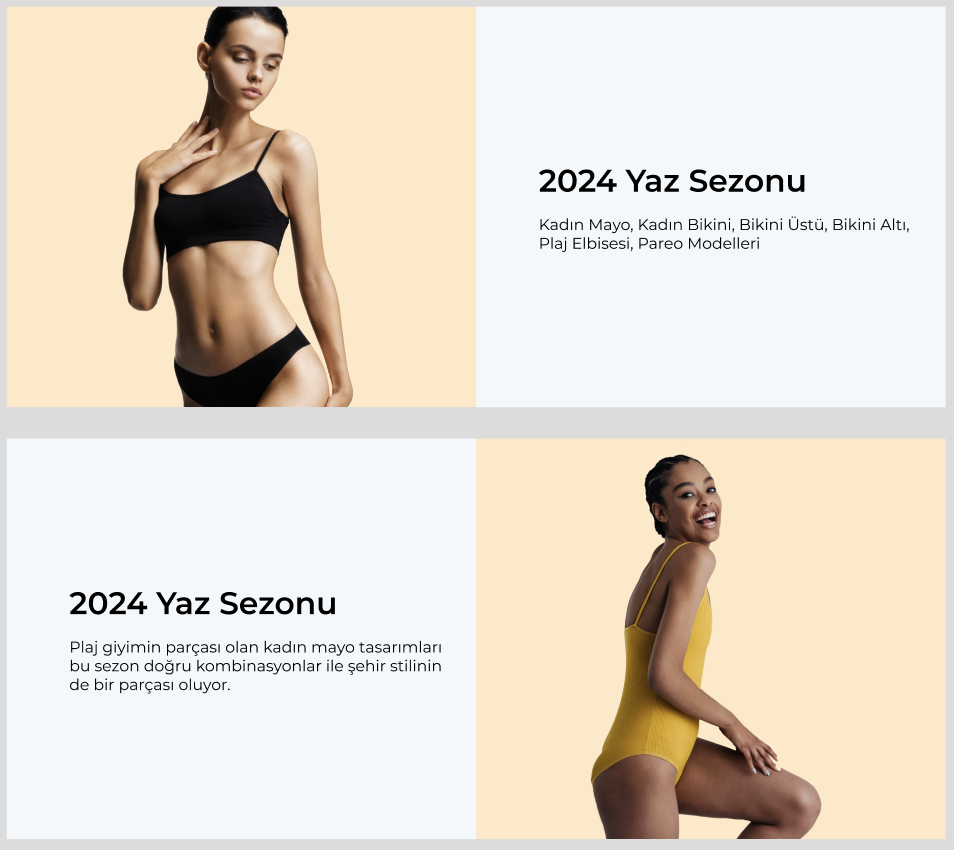 2024 Yaz Sezonu
Kadın Mayo, Kadın Bikini, Bikini Üstü, Bikini Altı,
Plaj Elbisesi, Pareo Modelleri
2024 Yaz Sezonu
Plaj giyimin parçası olan kadın mayo tasarımları
bu sezon doğru kombinasyonlar ile şehir stilinin
de bir parçası oluyor.